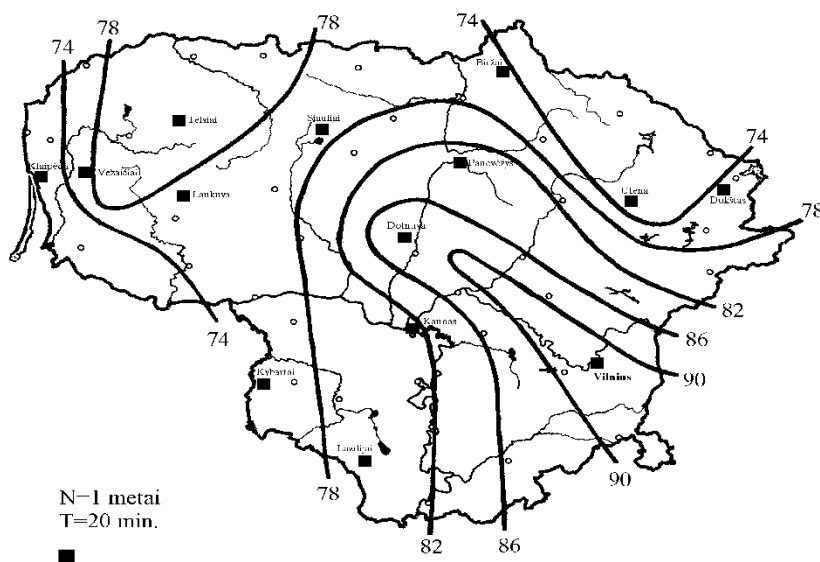 78
78
74
74
Biržai
Telšiai
Šiauliai
74
Klaipėda
Vėžaičiai
Panevėžys
Laukuva
Utena
Dūkštas
78
Dotnuva
82
74
Kaunas
86
Kybartai
Vilnius
90
Lazdijai
90
78
N=1 metai
T=20 min.
82
86